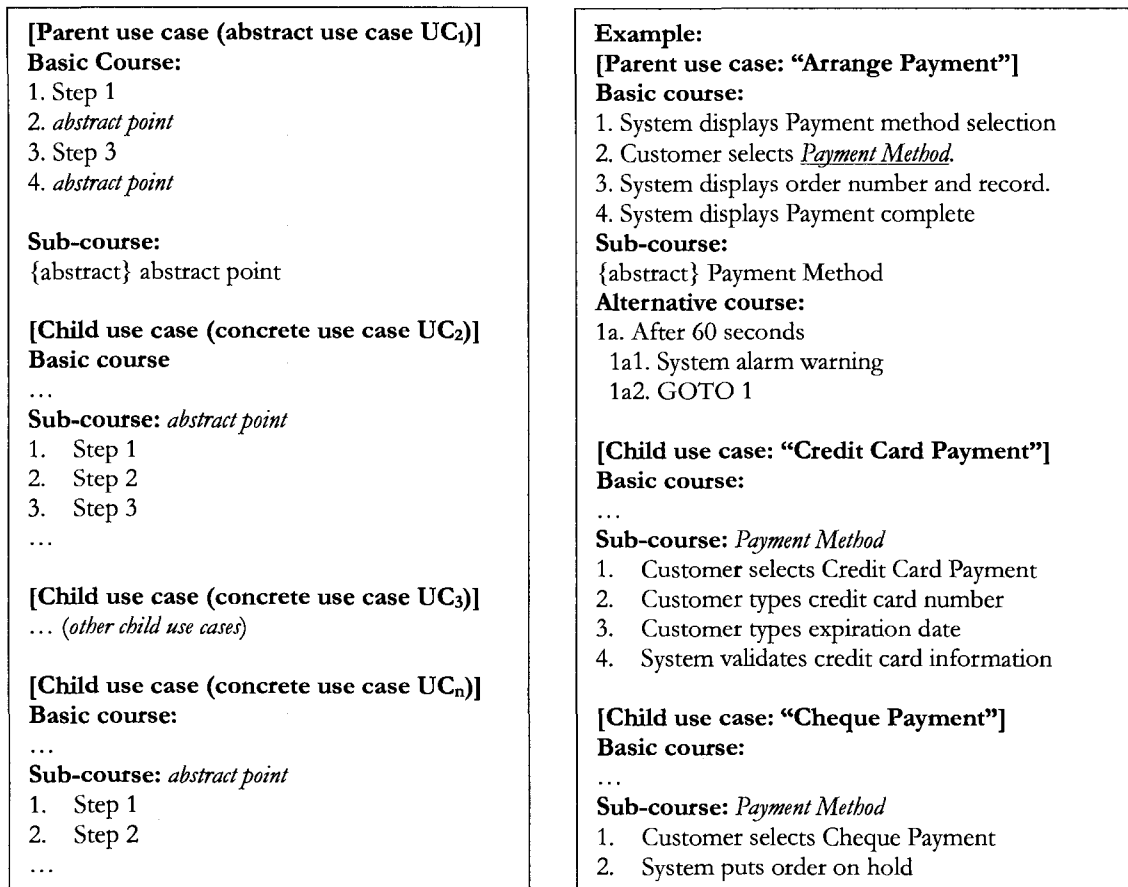 [Parent use case (abstract use case UC₁)]
Basic Course:
1. Step 1
2. abstract point
3. Step 3
4. abstract point
Sub-course:
{abstract} abstract point
[Child use case (concrete use case UC₂)]
Basic course
…
Sub-course: abstract point
1. Step 1
2. Step 2
3. Step 3
…
[Child use case (concrete use case UC₃)]
… (other child use cases)
[Child use case (concrete use case UCₙ)]
Basic course:
…
Sub-course: abstract point
1. Step 1
2. Step 2
…
Example:
[Parent use case: “Arrange Payment”]
Basic course:
1. System displays Payment method selection
2. Customer selects Payment Method.
3. System displays order number and record.
4. System displays Payment complete
Sub-course:
{abstract} Payment Method
Alternative course:
1a. After 60 seconds
1a1. System alarm warning
1a2. GOTO 1
[Child use case: “Credit Card Payment”]
Basic course:
…
Sub-course: Payment Method
1. Customer selects Credit Card Payment
2. Customer types credit card number
3. Customer types expiration date
4. System validates credit card information
[Child use case: “Cheque Payment”]
Basic course:
…
Sub-course: Payment Method
1. Customer selects Cheque Payment
2. System puts order on hold